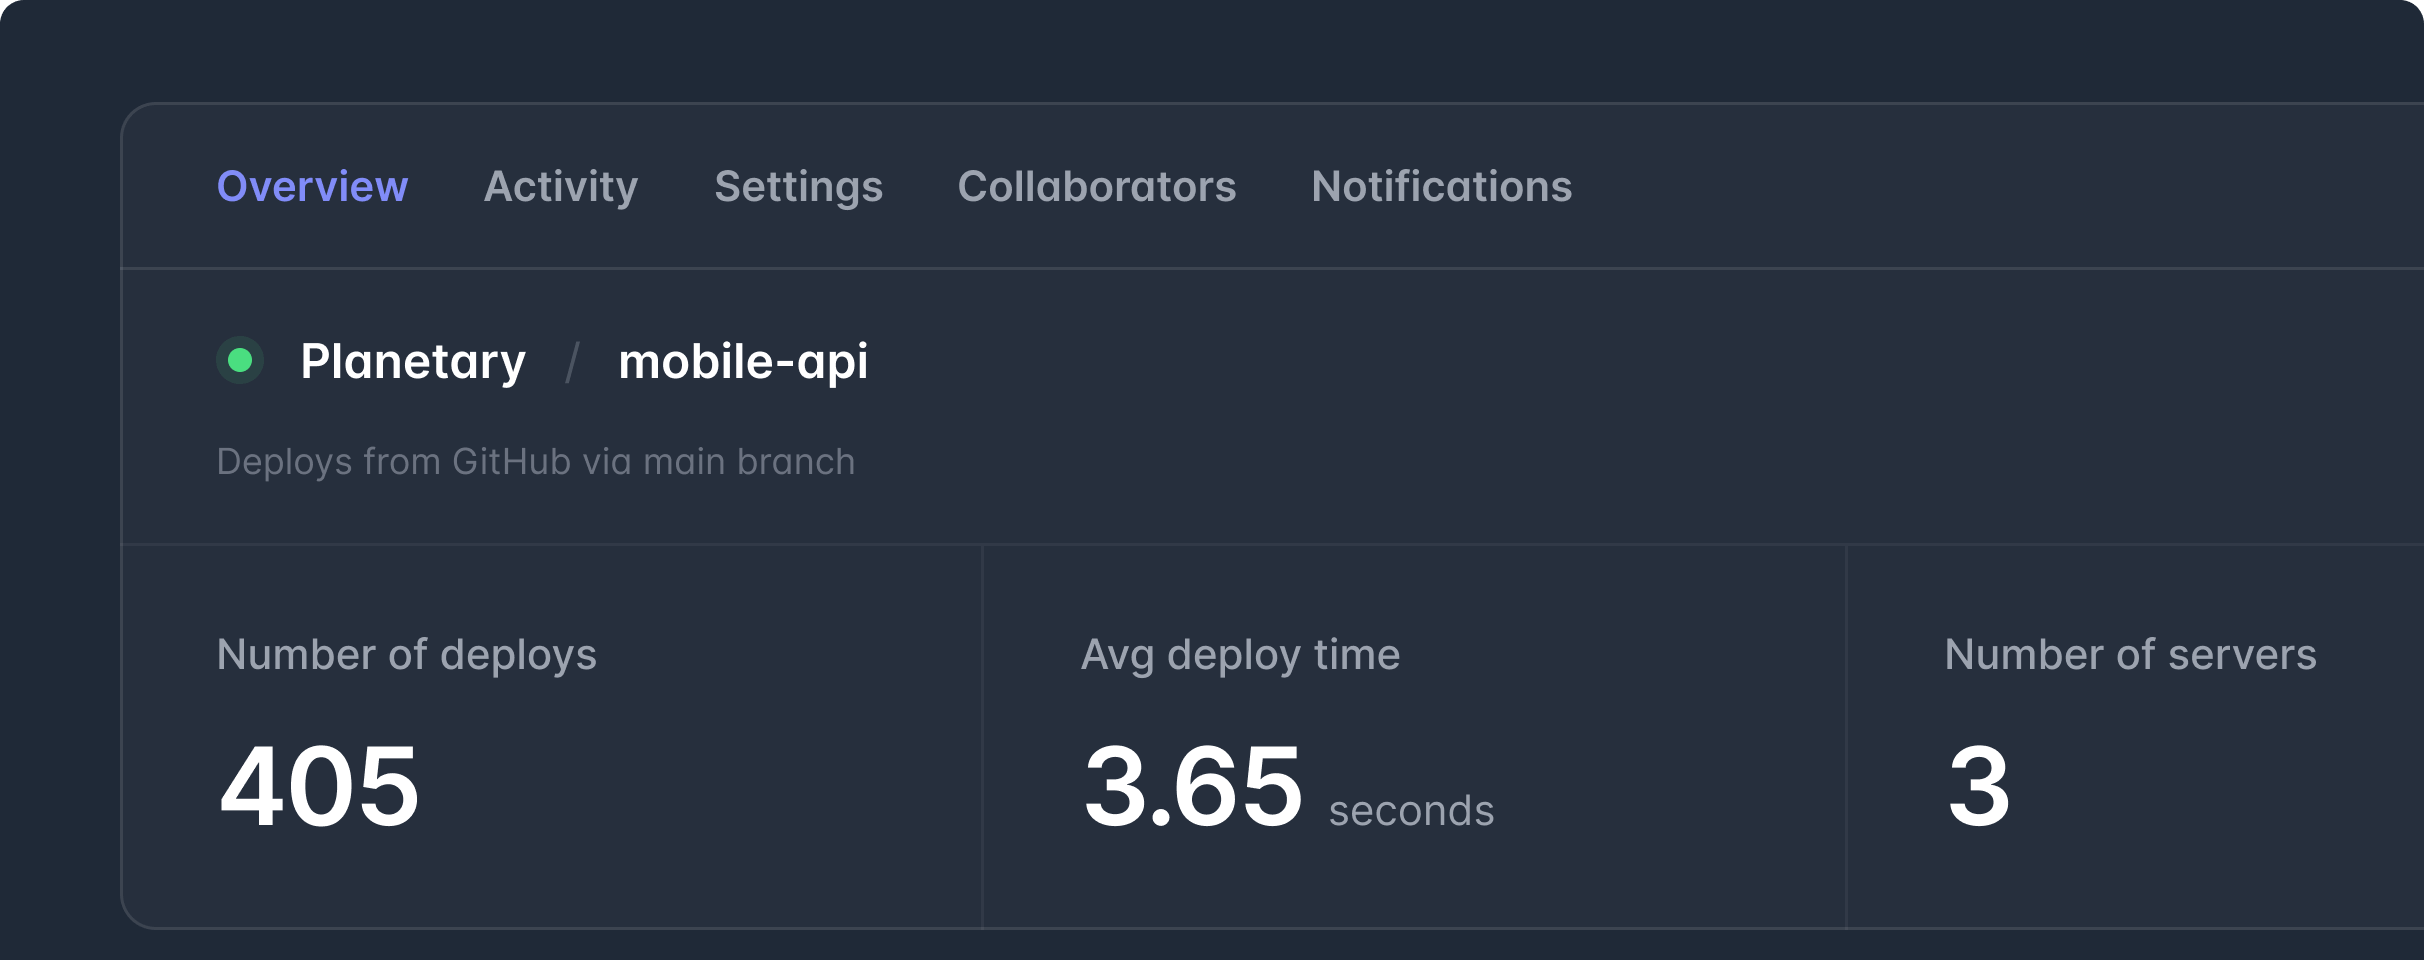 Overview Activity Settings Collaborators Notifications
Planetary / mobile-api
Deploys from GitHub via main branch
Number of deploys Avg deploy time Number of servers
405 3.65 seconds 3